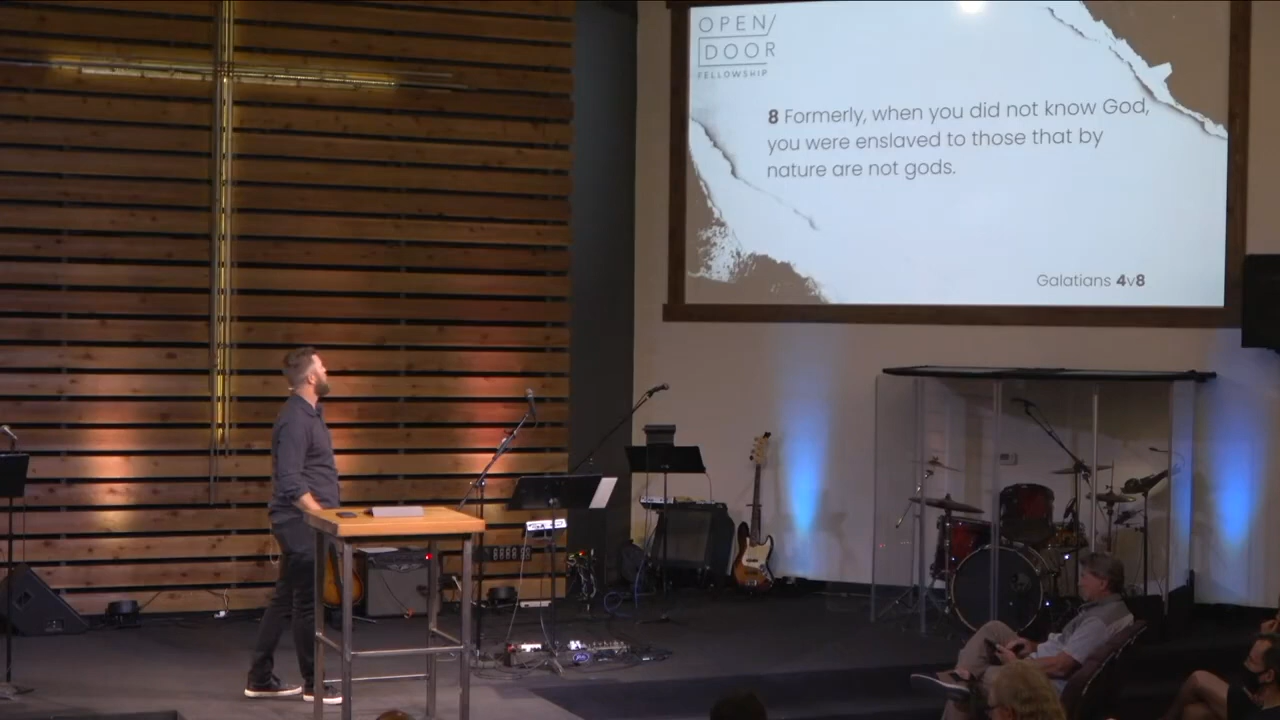 OPEN/
DOOR
FELLOWSHIP
8 Formerly, when you did not know God,
you were enslaved to those that by
nature are not gods.
Galatians 4v8